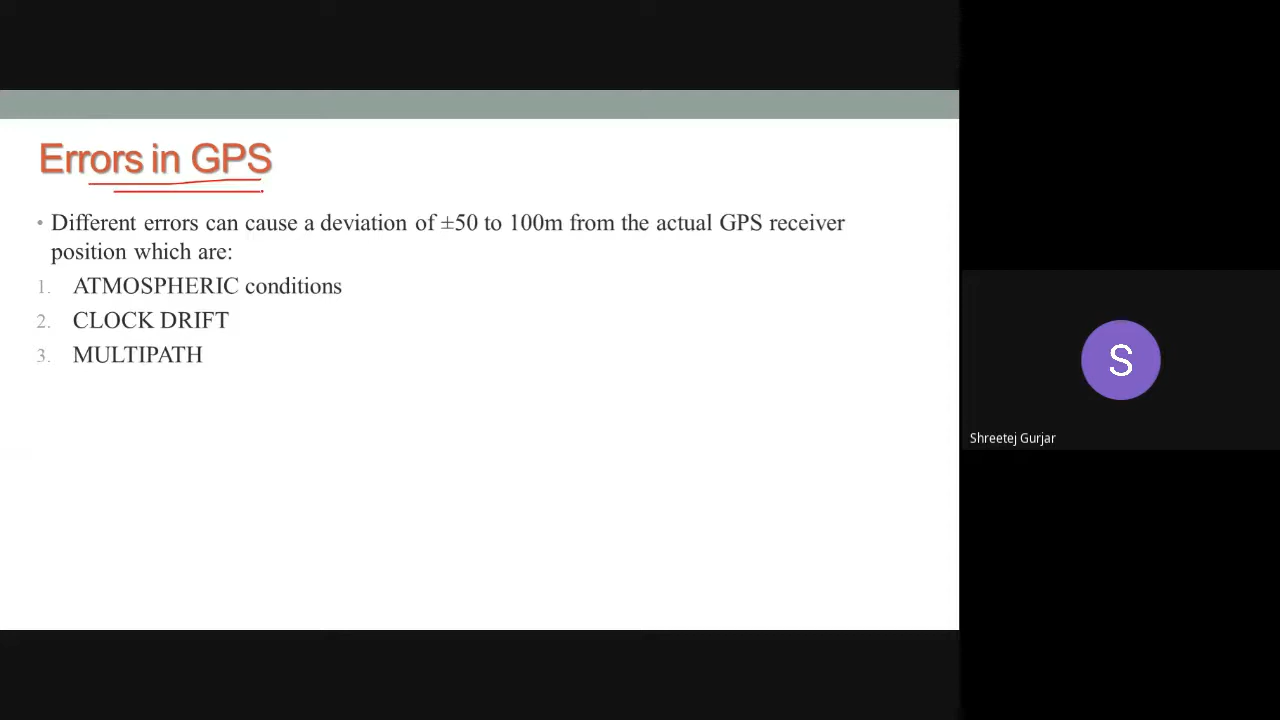 Errors in GPS
• Different errors can cause a deviation of ±50 to 100m from the actual GPS receiver
position which are:
1. ATMOSPHERIC conditions
2. CLOCK DRIFT
3. MULTIPATH
S
Shreetej Gurjar